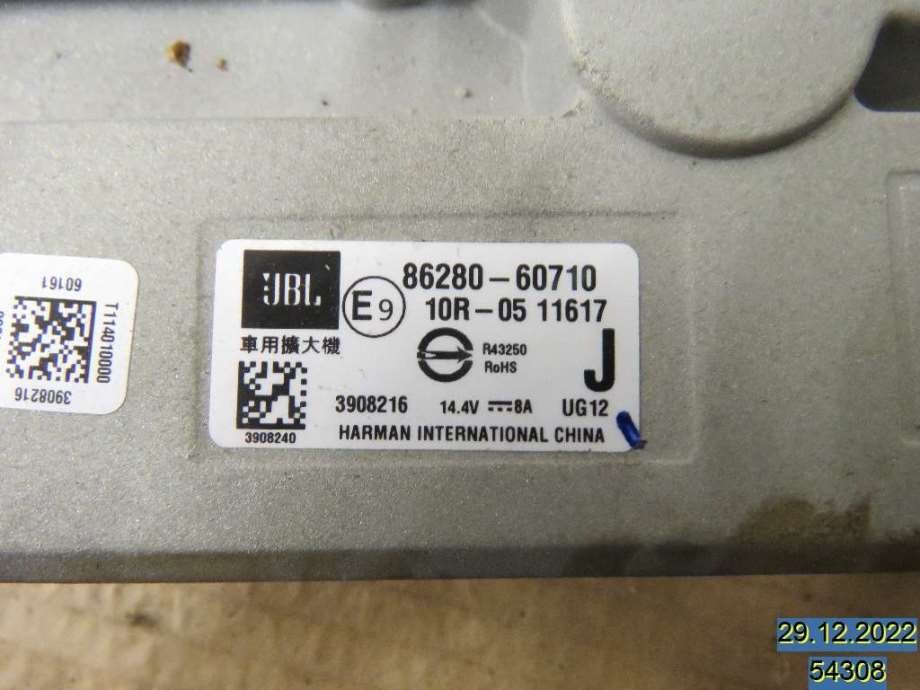 JBL
86280-60710
E9
10R-05 11617
車用擴大機
R43250
RoHS
J
3908216
14.4V 8A
UG12
3908240
HARMAN INTERNATIONAL CHINA
60161
T114010000
3908216
29.12.2022
54308